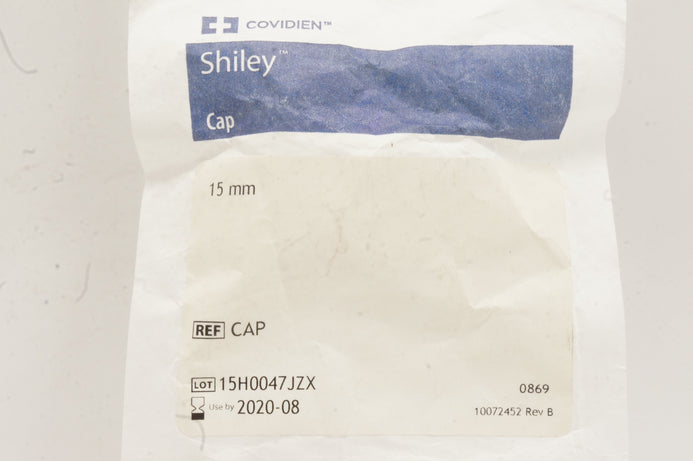 COVIDIEN™
Shiley™
Cap
15 mm
REF CAP
LOT 15H0047JZX
0869
Use by 2020-08
10072452 Rev B